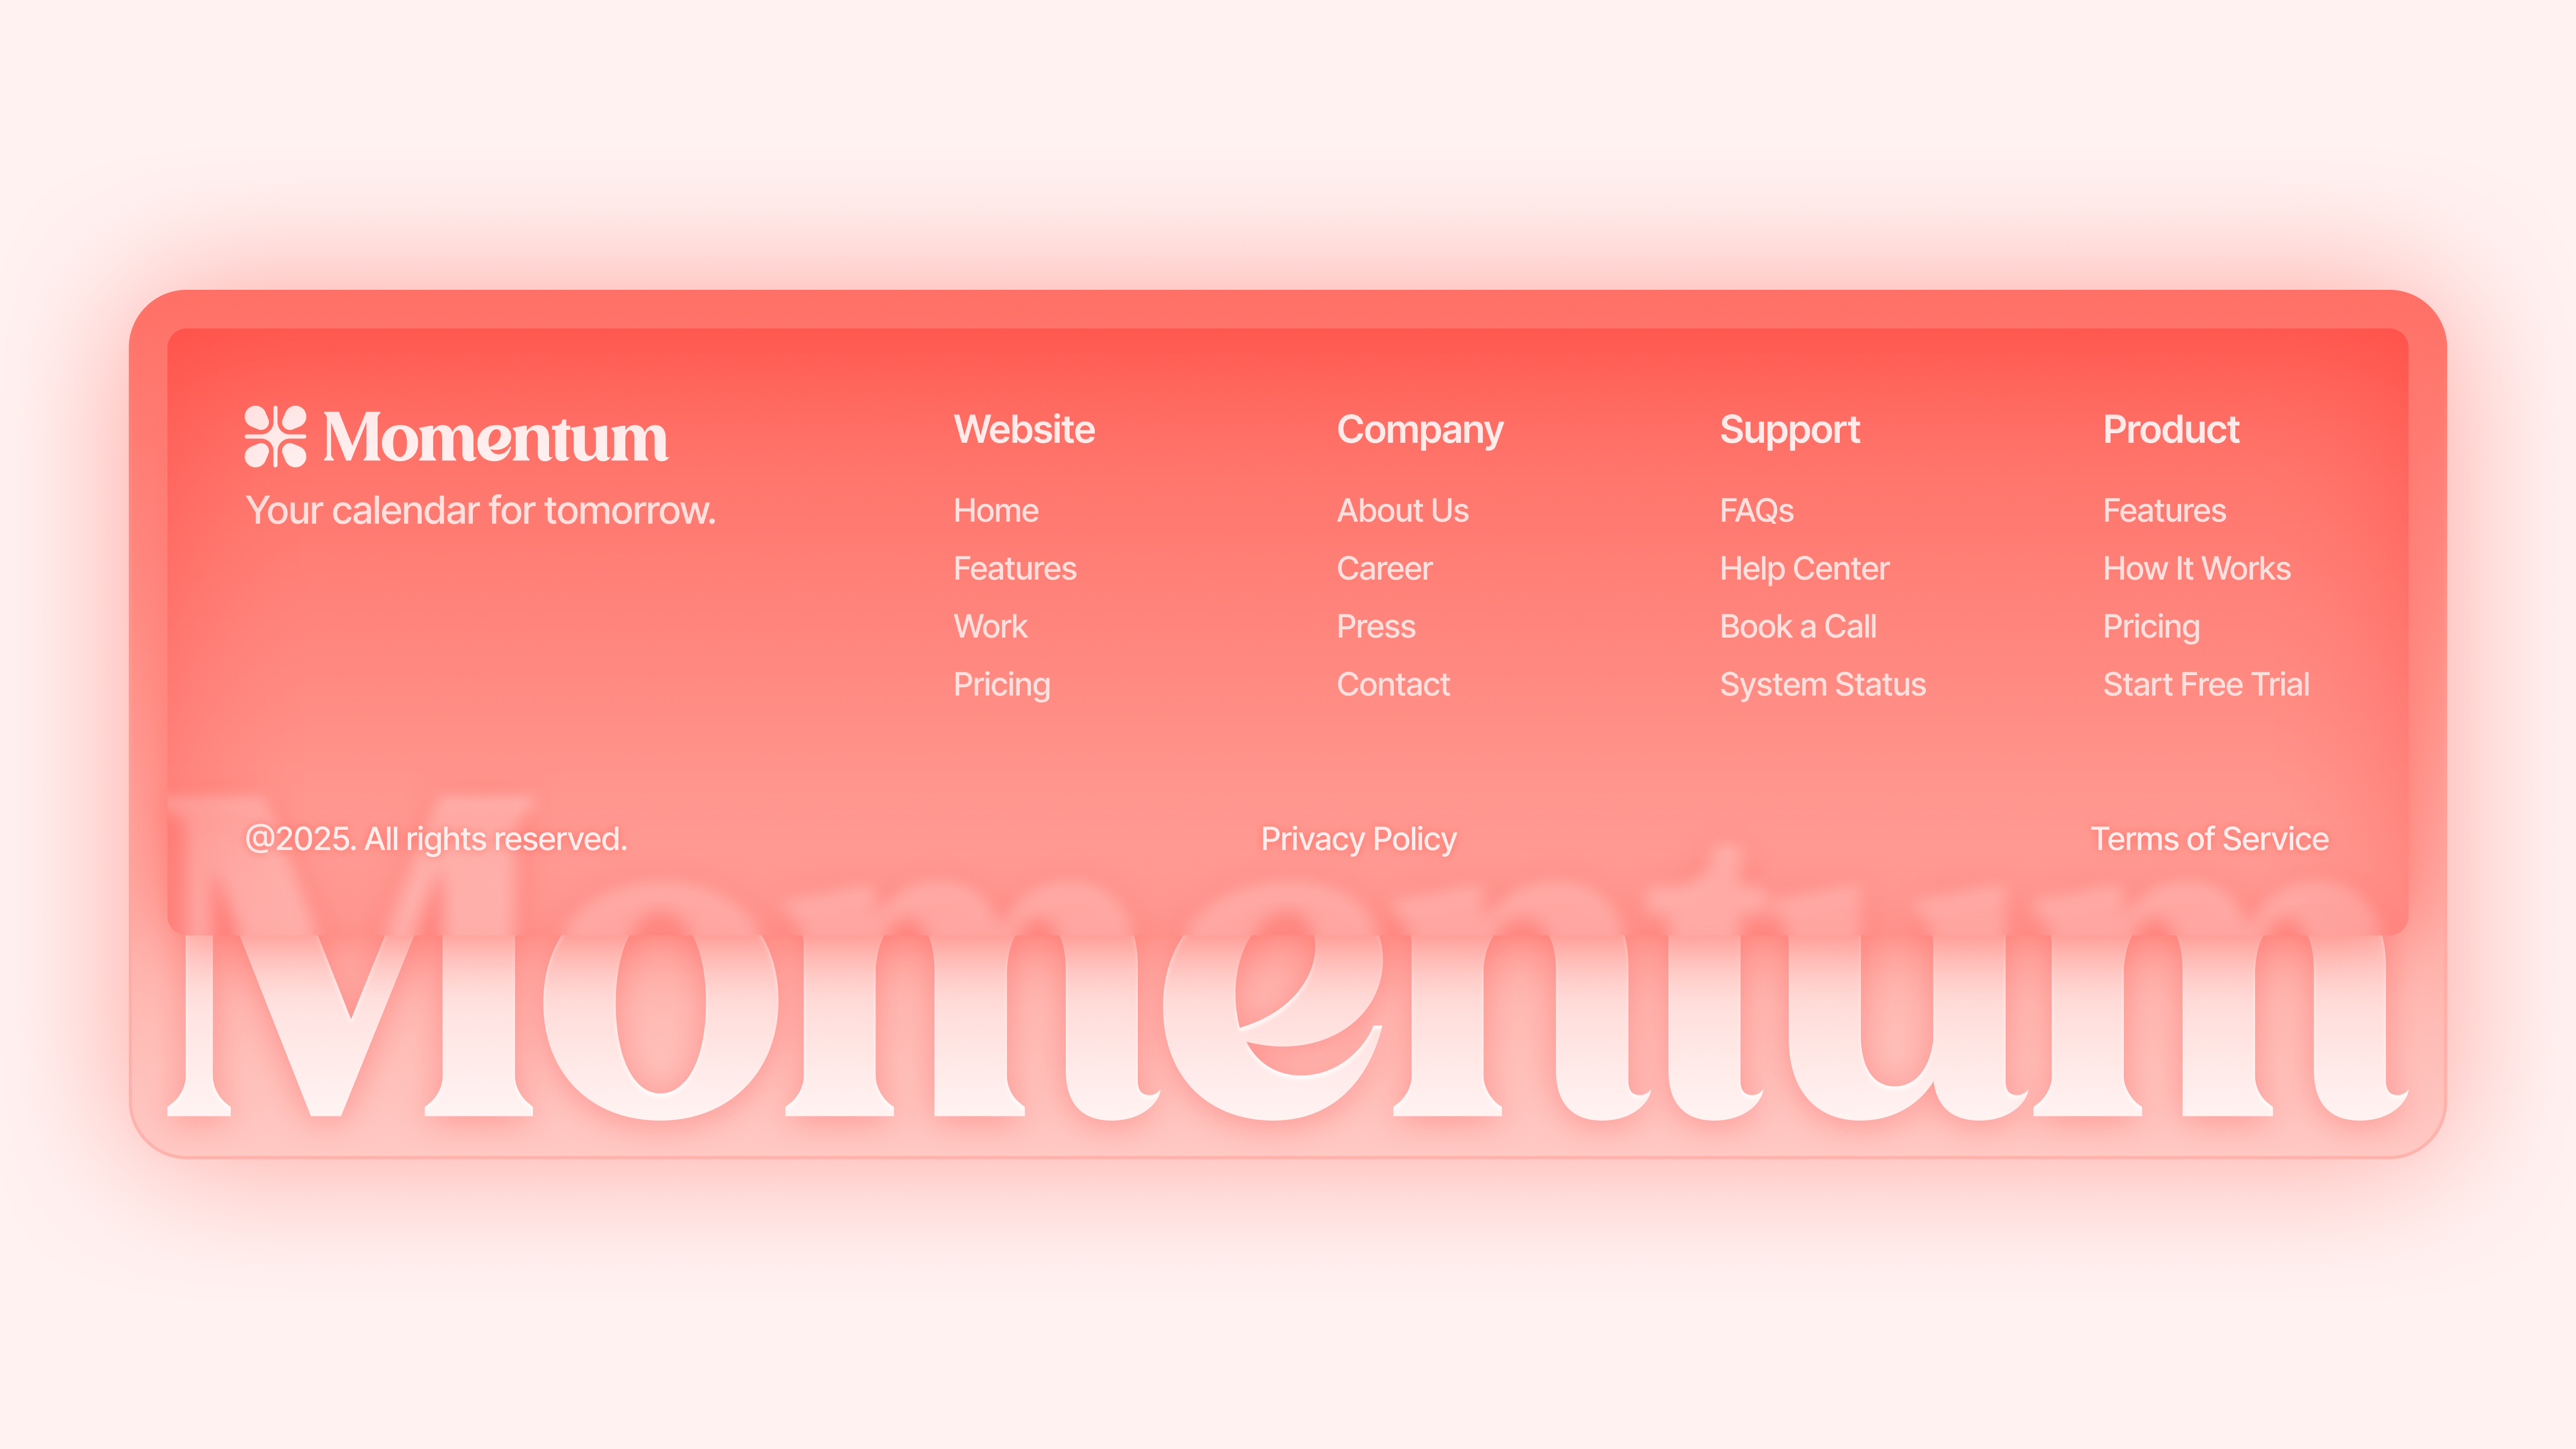 Momentum
Your calendar for tomorrow.
Website
Home
Features
Work
Pricing
Company
About Us
Career
Press
Contact
Support
FAQs
Help Center
Book a Call
System Status
Product
Features
How It Works
Pricing
Start Free Trial
@2025. All rights reserved.
Privacy Policy
Terms of Service
Momentum